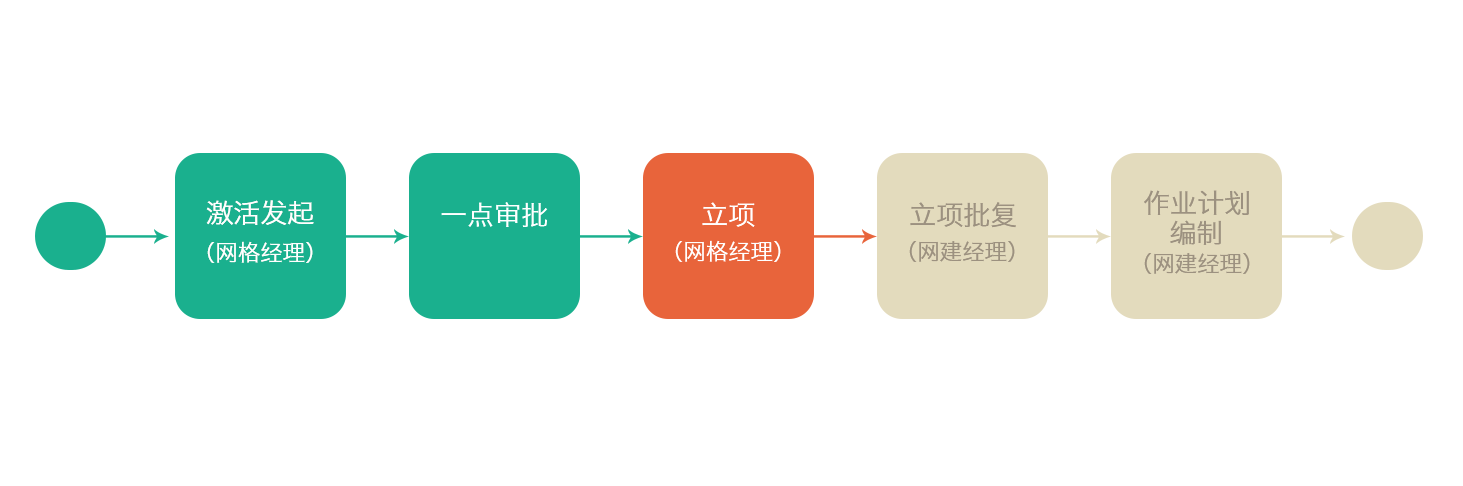 激活发起
（网格经理）
一点审批
立项
（网格经理）
立项批复
（网建经理）
作业计划
编制
（网建经理）